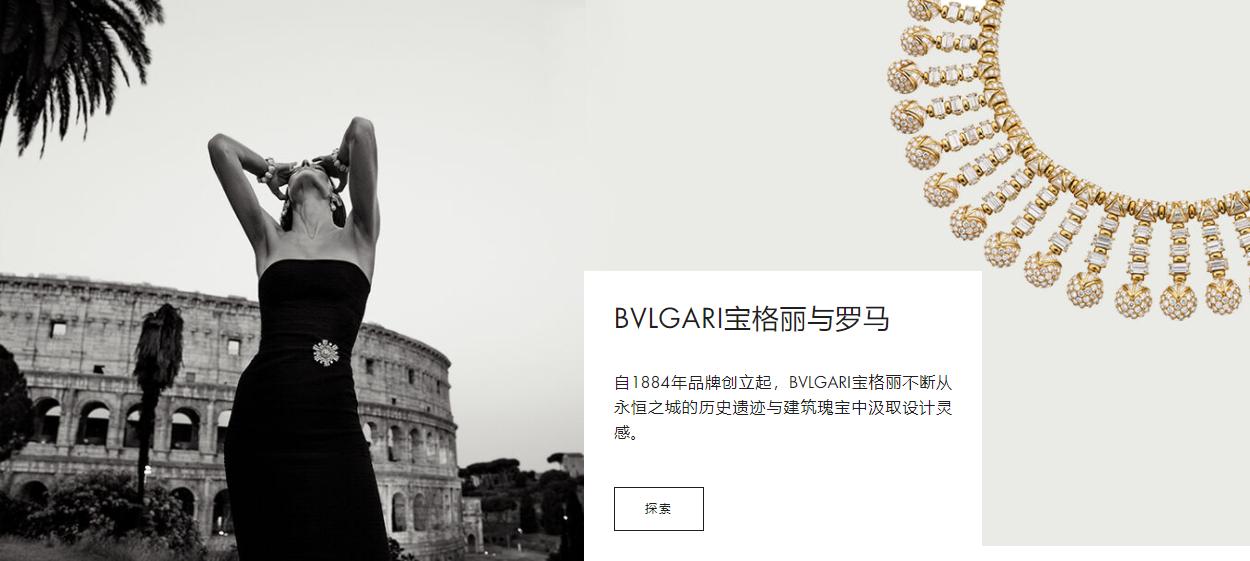 BVLGARI宝格丽与罗马
自1884年品牌创立起，BVLGARI宝格丽不断从
永恒之城的历史遗迹与建筑瑰宝中汲取设计灵
感。
探索